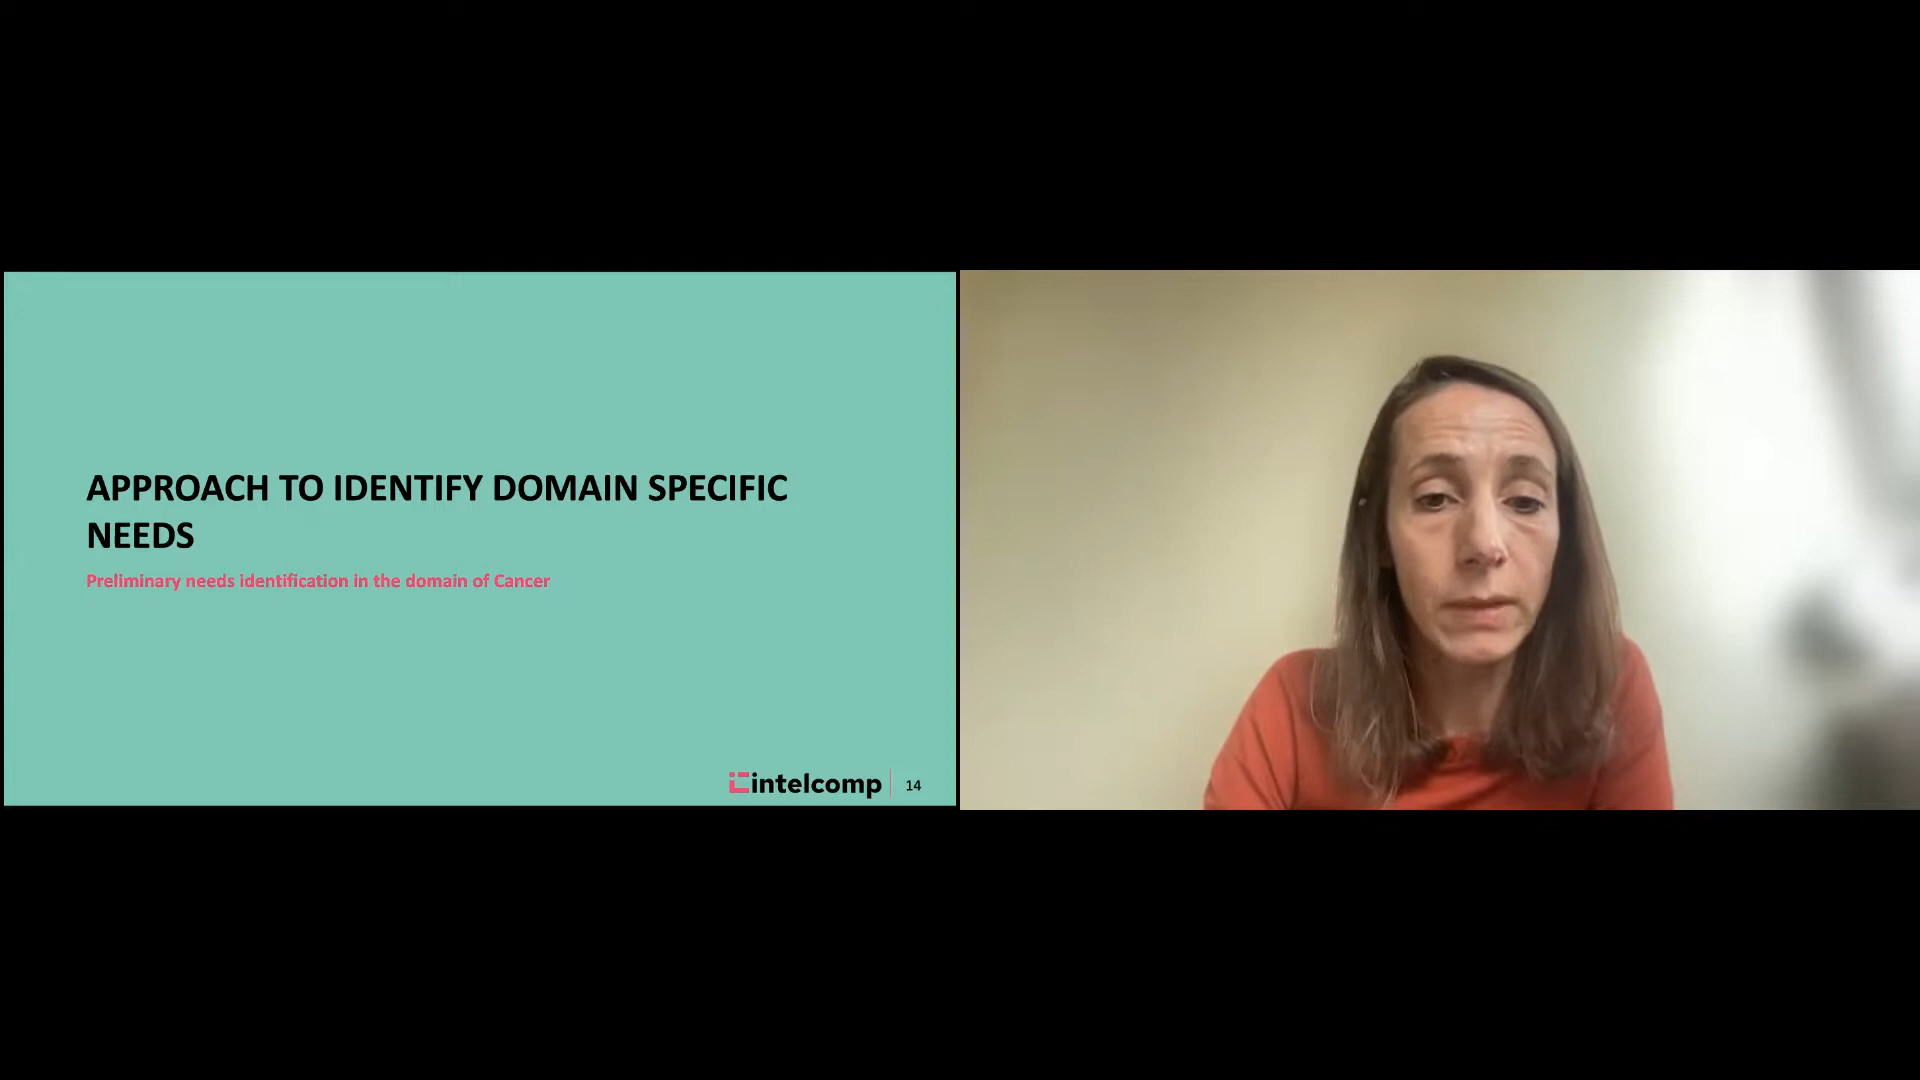 APPROACH TO IDENTIFY DOMAIN SPECIFIC
NEEDS
Preliminary needs identification in the domain of Cancer
intelcomp
14